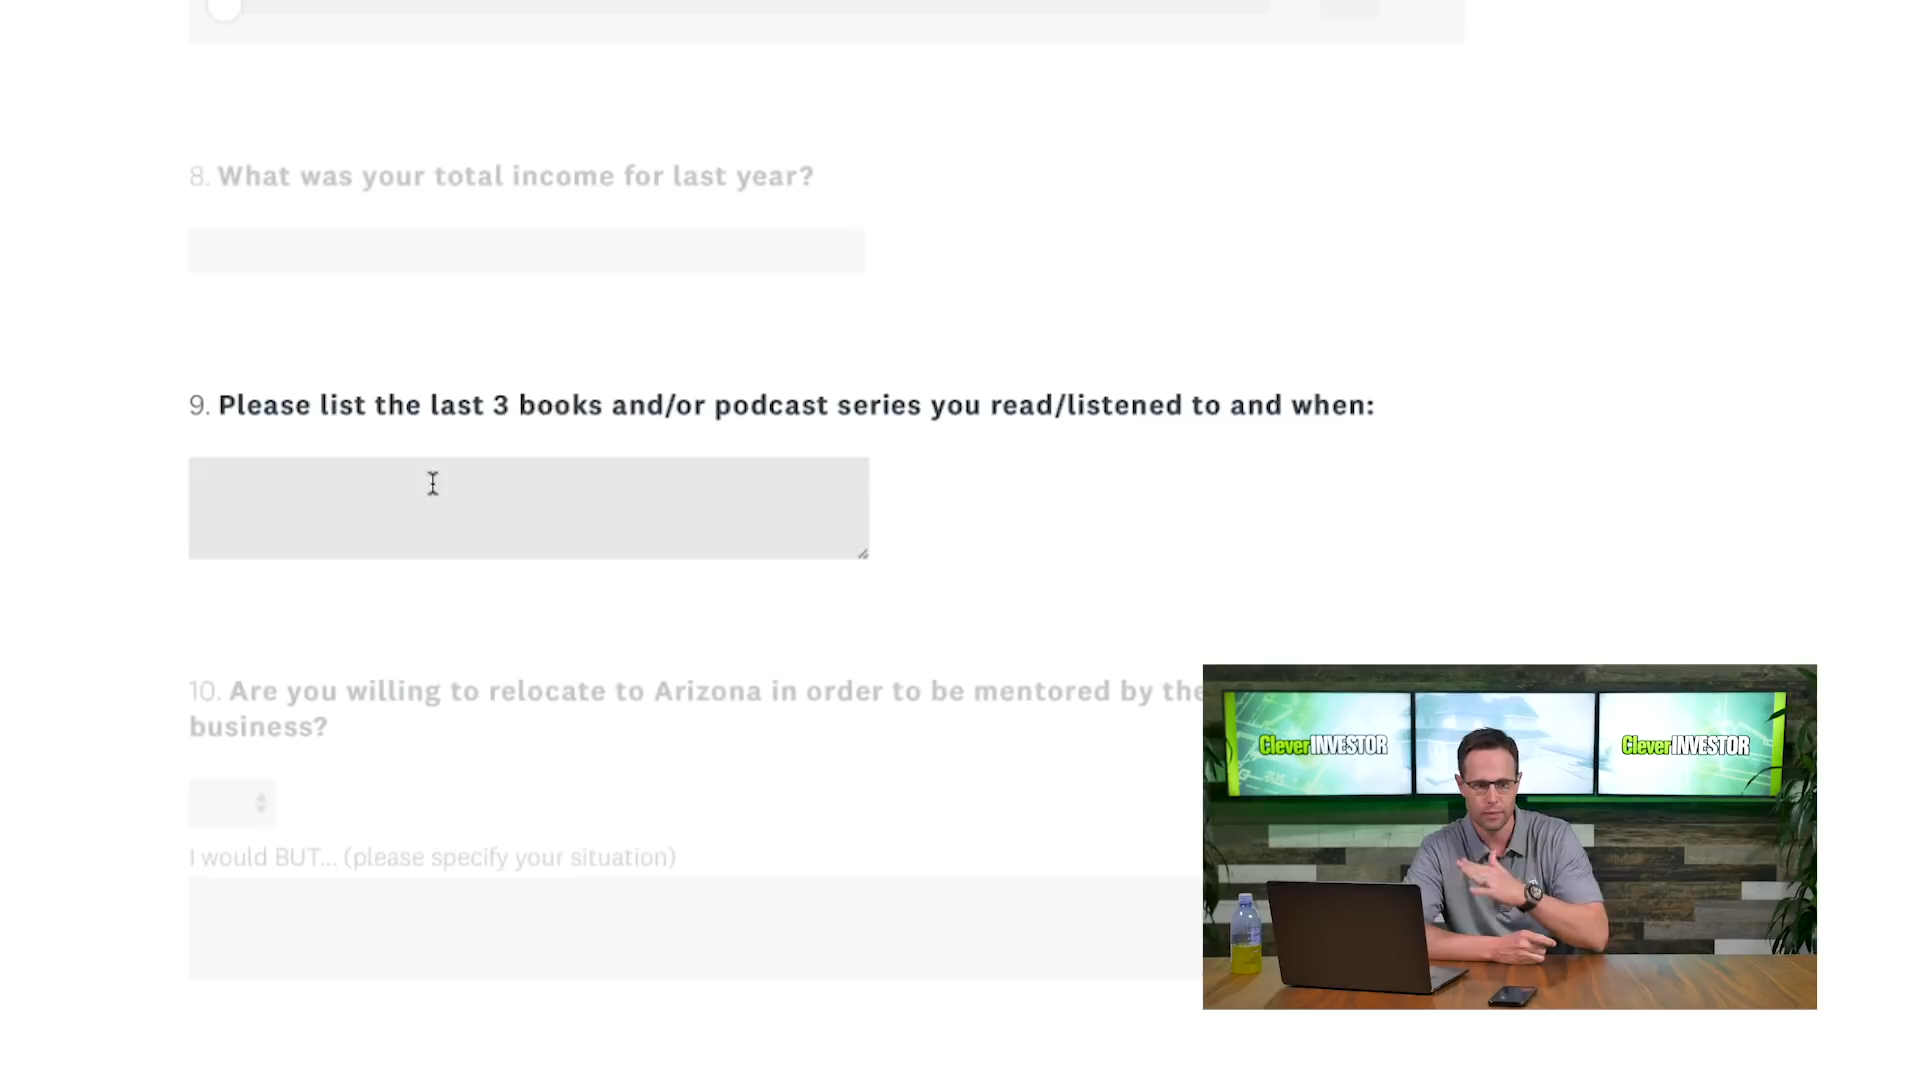 8. What was your total income for last year?
9. Please list the last 3 books and/or podcast series you read/listened to and when:
10. Are you willing to relocate to Arizona in order to be mentored by the
business?
I would BUT... (please specify your situation)
CleverINVESTOR
CleverINVESTOR